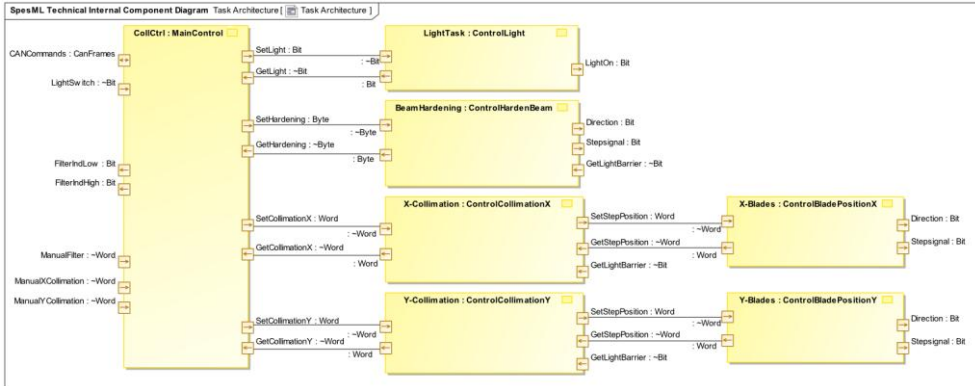 SpesML Technical Internal Component Diagram Task Architecture [ Task Architecture ]
CollCtrl : MainControl
CANCommands : CanFrames
LightSwitch : ~Bit
FilterIndLow : Bit
FilterIndHigh : Bit
ManualFilter : ~Word
ManualXCollimation : ~Word
ManualYCollimation : ~Word
SetLight : Bit
: ~Bit
GetLight : ~Bit
: Bit
LightTask : ControlLight
LightOn : Bit
SetHardening : Byte
: ~Byte
GetHardening : ~Byte
: Byte
BeamHardening : ControlHardenBeam
Direction : Bit
Stepsignal : Bit
GetLightBarrier : ~Bit
SetCollimationX : Word
: ~Word
GetCollimationX : ~Word
: Word
X-Collimation : ControlCollimationX
SetStepPosition : Word
: ~Word
GetStepPosition : ~Word
: Word
GetLightBarrier : ~Bit
X-Blades : ControlBladePositionX
Direction : Bit
Stepsignal : Bit
SetCollimationY : Word
: ~Word
GetCollimationY : ~Word
: Word
Y-Collimation : ControlCollimationY
SetStepPosition : Word
: ~Word
GetStepPosition : ~Word
: Word
GetLightBarrier : ~Bit
Y-Blades : ControlBladePositionY
Direction : Bit
Stepsignal : Bit